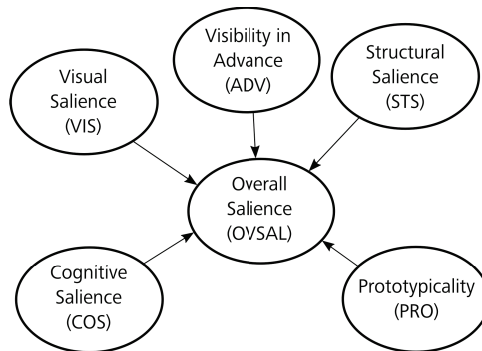 Visibility in
Advance
(ADV)
Visual
Salience
(VIS)
Structural
Salience
(STS)
Overall
Salience
(OVSAL)
Cognitive
Salience
(COS)
Prototypicality
(PRO)